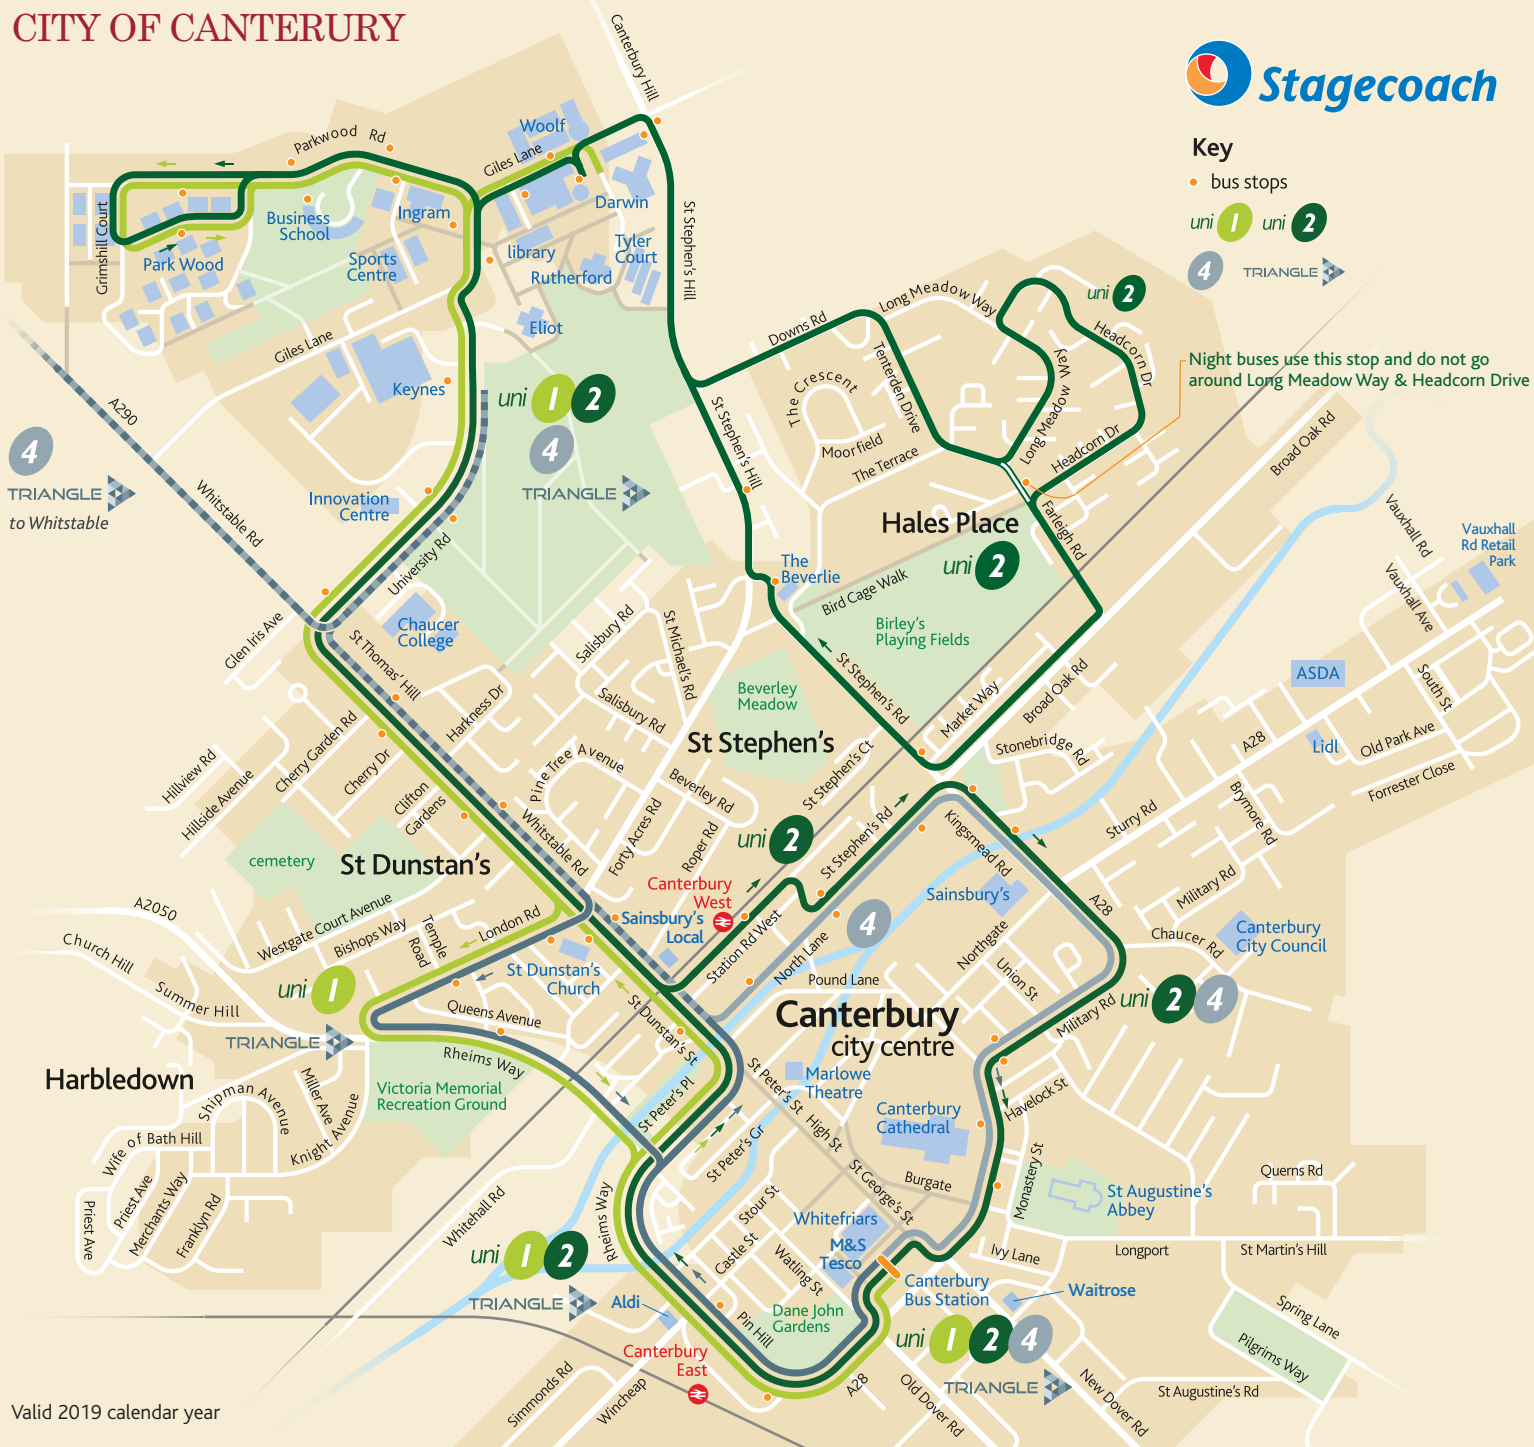 CITY OF CANTERURY
Stagecoach
Key
bus stops
uni 1 uni 2
4 TRIANGLE
Canterbury Hill
Parkwood Rd
Woolf
Giles Lane
Darwin
Grimshill Court
Business
School
Ingram
Park Wood
Sports
Centre
library
Tyler
Court
Rutherford
Eliot
St Stephen's Hill
Giles Lane
Keynes
uni 1 2
4
TRIANGLE
Downs Rd
Long Meadow Way
uni 2
Headcorn Dr
Night buses use this stop and do not go
around Long Meadow Way & Headcorn Drive
The Crescent
Tenterden Drive
Long Meadow Way
Moorfield
The Terrace
Headcorn Dr
St Stephen's Hill
Broad Oak Rd
A290
4
TRIANGLE
to Whitstable
Whitstable Rd
Innovation
Centre
University Rd
Hales Place
uni 2
Farleigh Rd
Vauxhall Rd
Vauxhall
Rd Retail
Park
Vauxhall Ave
The
Beverlie
Bird Cage Walk
Birley's
Playing Fields
Glen Iris Ave
Chaucer
College
St Thomas' Hill
Salisbury Rd
St Michael's Rd
Salisbury Rd
Harkness Dr
Beverley
Meadow
St Stephen's Rd
Market Way
Broad Oak Rd
ASDA
South St
St Stephen's
Stonebridge Rd
A28
Lidl
Old Park Ave
Forrester Close
Hillview Rd
Hillside Avenue
Cherry Garden Rd
Cherry Dr
Clifton
Gardens
Pine Tree Avenue
Beverley Rd
St Stephen's Ct
Forty Acres Rd
Roper Rd
Whitstable Rd
uni 2
St Stephen's Rd
Kingsmead Rd
Sturry Rd
Brymore Rd
cemetery
St Dunstan's
Canterbury
West
Sainsbury's
Local
Sainsbury's
A28
Military Rd
A2050
Church Hill
Summer Hill
Westgate Court Avenue
Bishops Way
Temple
Road
London Rd
St Dunstan's
Church
Station Rd West
North Lane
4
Pound Lane
Northgate
Union St
Chaucer Rd
Canterbury
City Council
uni 1
TRIANGLE
Queens Avenue
St Dunstan's St
Canterbury
city centre
Military Rd
uni 2 4
Harbledown
Rheims Way
Victoria Memorial
Recreation Ground
Shipman Avenue
Miller Ave
Knight Avenue
Wife of Bath Hill
Priest Ave
Priest Ave
Merchants Way
Franklyn Rd
St Peter's Pl
St Peter's St
High St
Marlowe
Theatre
Canterbury
Cathedral
Havelock St
St Peter's Gr
St George's St
Burgate
Monastery St
St Augustine's
Abbey
Querns Rd
Whitehall Rd
Rheims Way
Stour St
Castle St
Watling St
Whitefriars
M&S
Tesco
Ivy Lane
Longport
St Martin's Hill
uni 1 2
TRIANGLE
Aldi
Pin Hill
Dane John
Gardens
Canterbury
Bus Station
Waitrose
uni 1 2 4
TRIANGLE
Spring Lane
Pilgrims Way
Canterbury
East
Simmonds Rd
Wincheap
A28
Old Dover Rd
New Dover Rd
St Augustine's Rd
Valid 2019 calendar year